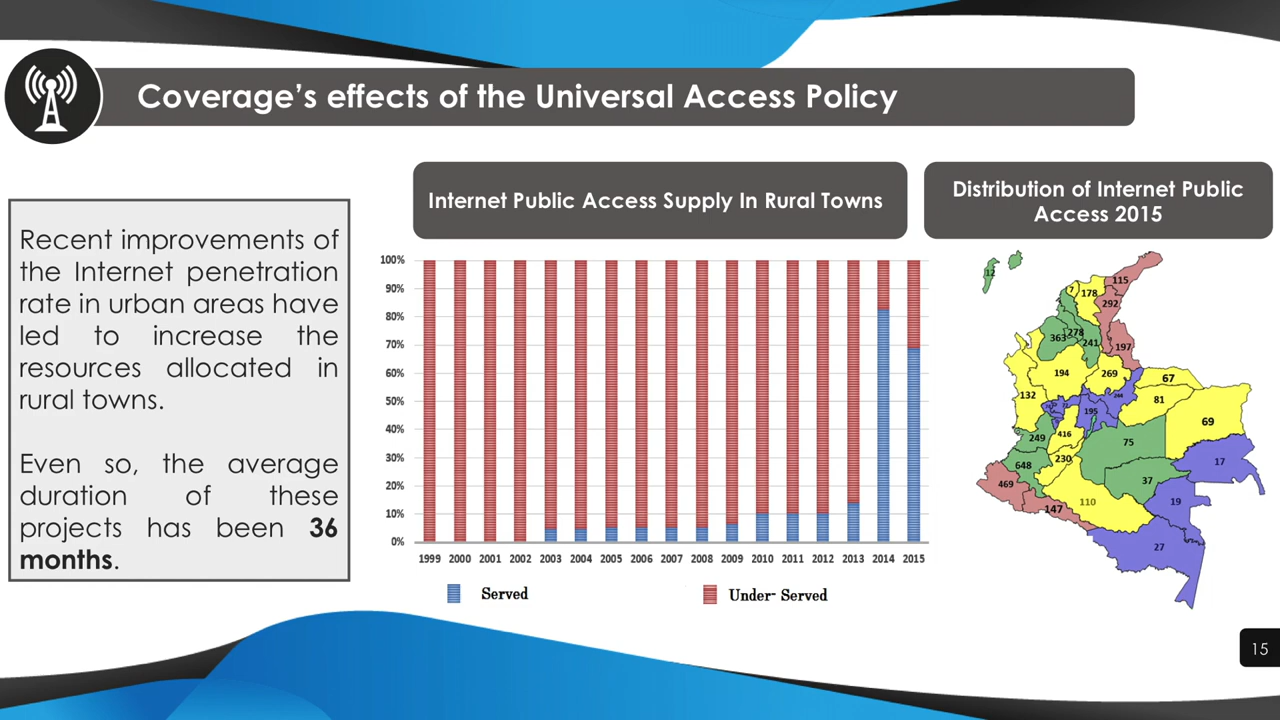 Coverage's effects of the Universal Access Policy
Recent improvements of
the Internet penetration
rate in urban areas have
led to increase the
resources allocated in
rural towns.
Even so, the average
duration of these
projects has been 36
months.
Internet Public Access Supply In Rural Towns
100%
90%
80%
70%
60%
50%
40%
30%
20%
10%
0%
1999 2000 2001 2002 2003 2004 2005 2006 2007 2008 2009 2010 2011 2012 2013 2014 2015
Served
Under- Served
Distribution of Internet Public
Access 2015
12
115
7
178
292
363
278
241
197
194
269
67
132
81
195
69
249
416
75
230
17
648
469
37
110
19
147
27
15